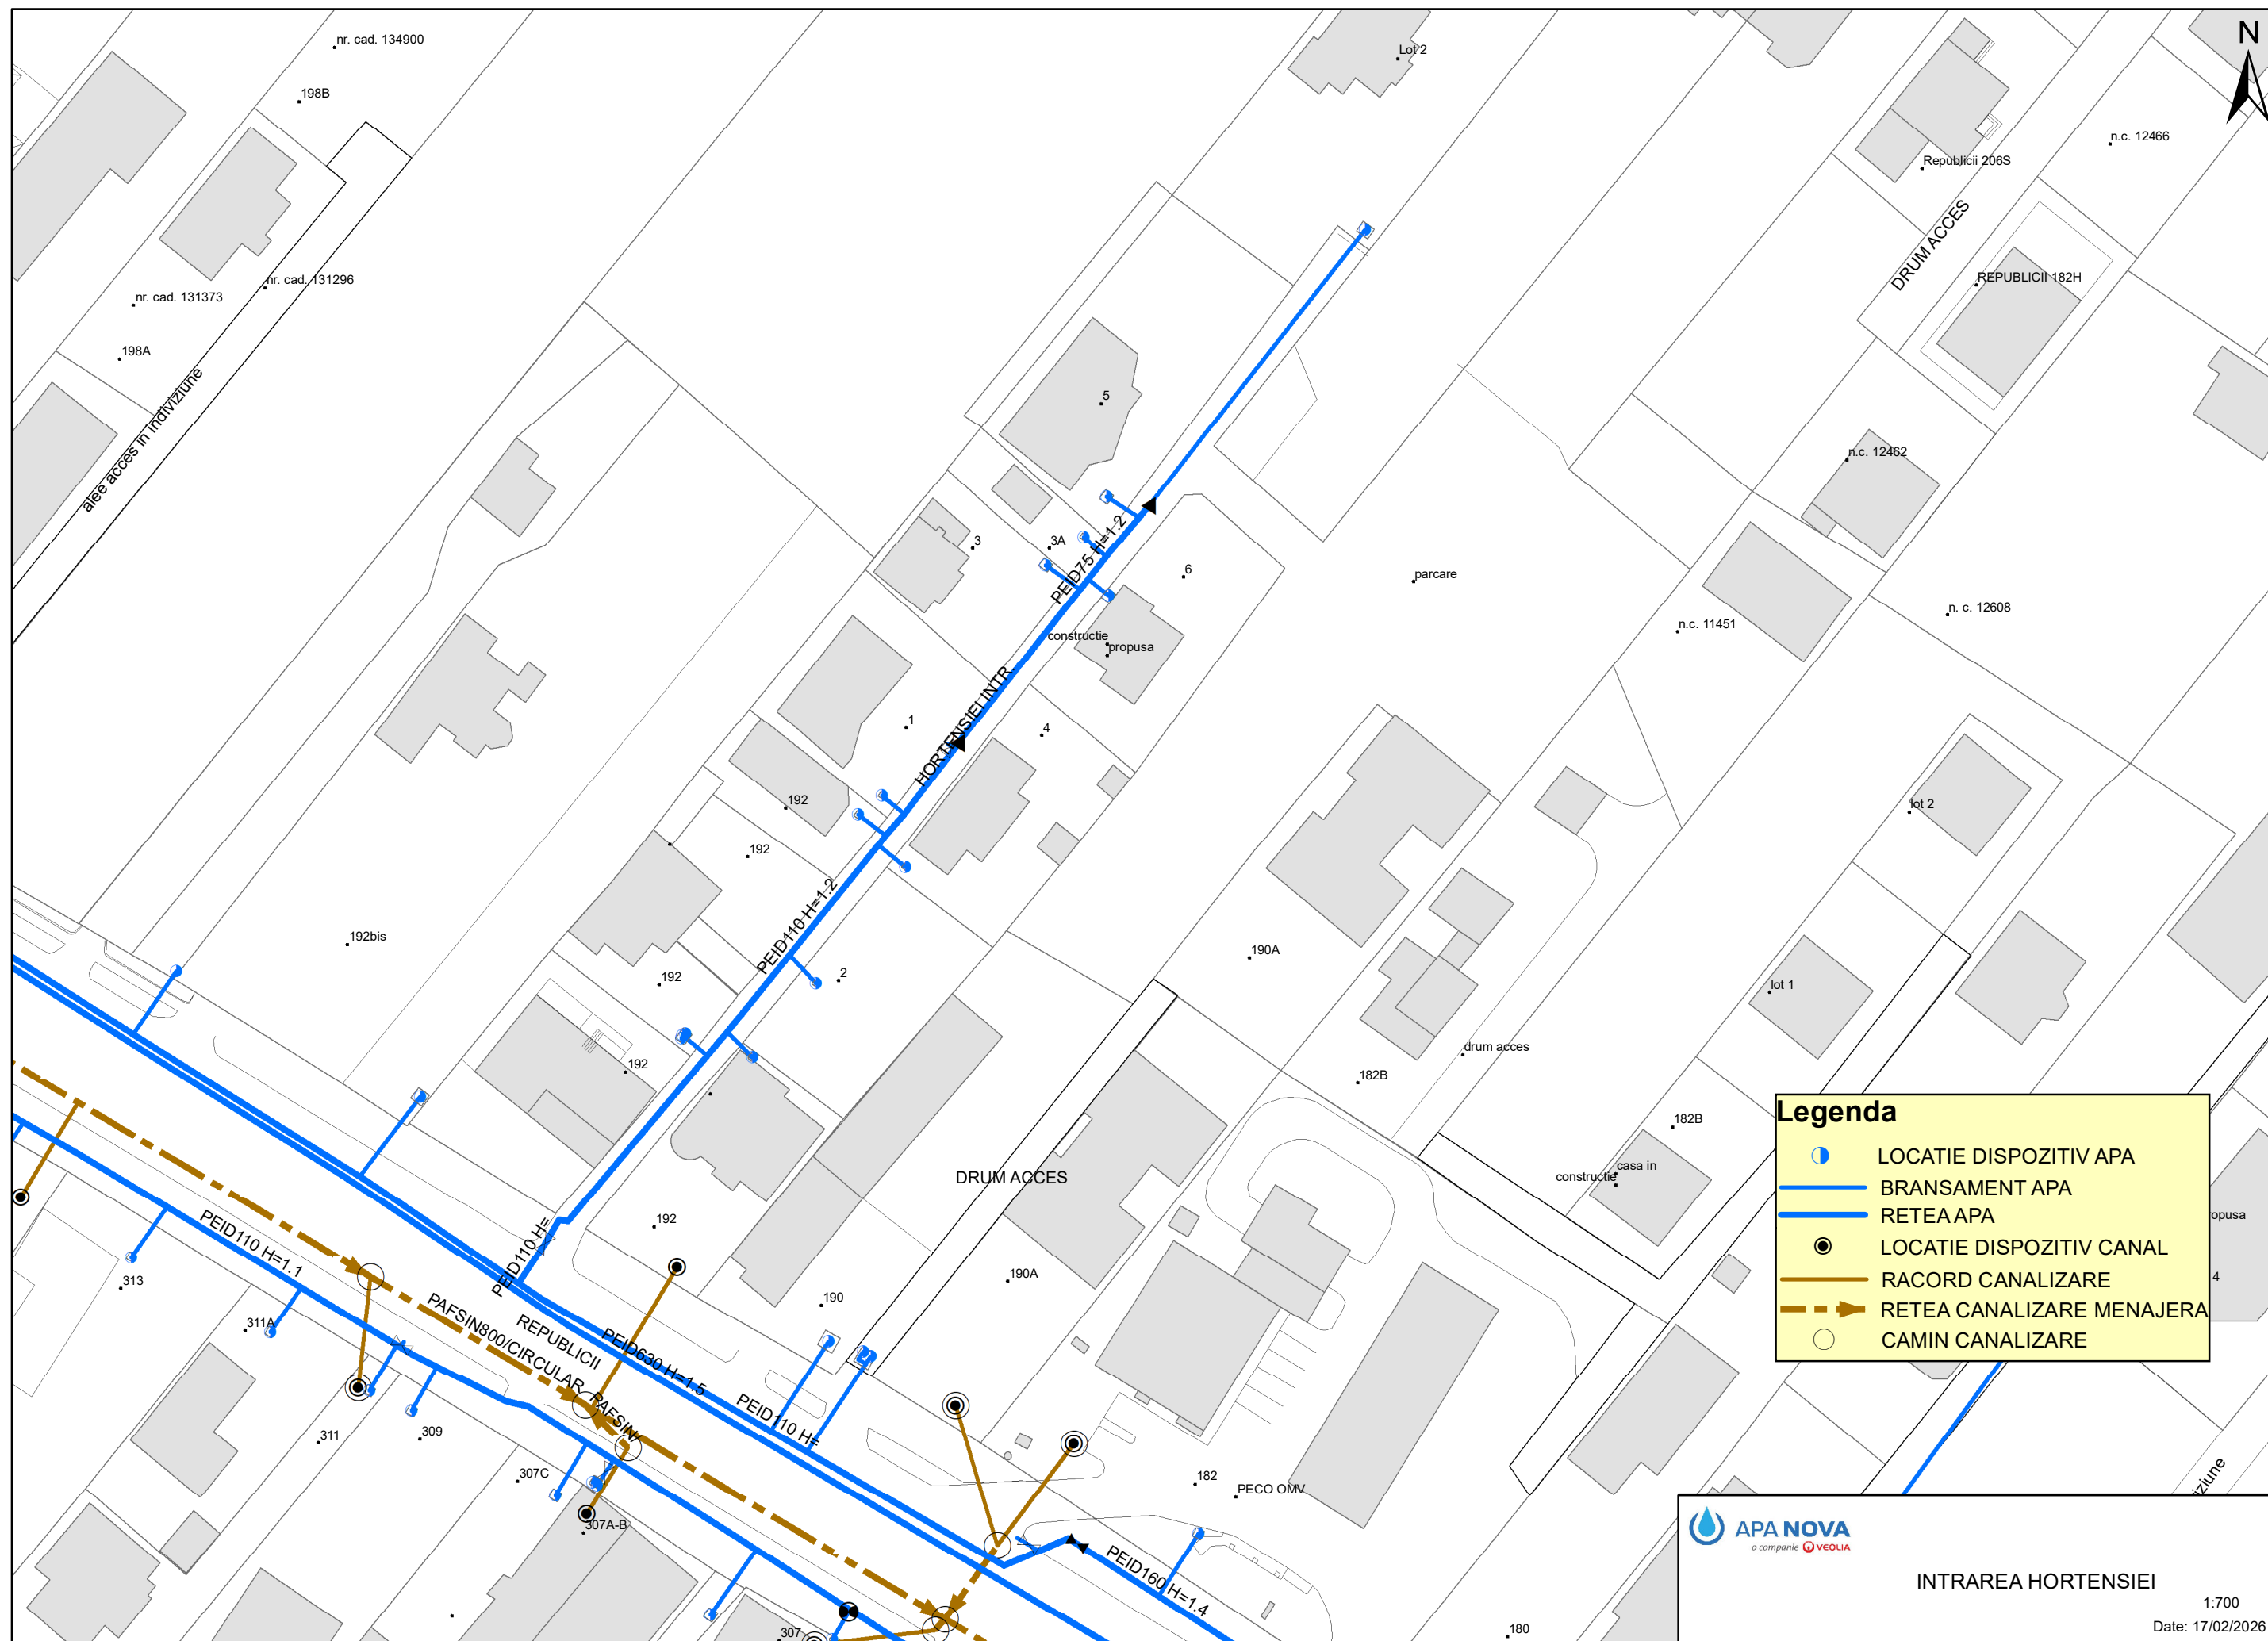 nr. cad. 134900
Lot 2
N
198B
n.c. 12466
Republicii 206S
DRUM ACCES
nr. cad. 131296
REPUBLICII 182H
nr. cad. 131373
198A
alee acces in indiviziune
5
n.c. 12462
PEID75 H=1.2
3
3A
6
parcare
n. c. 12608
n.c. 11451
constructie
propusa
HORTENSIEI INTR.
1
4
192
lot 2
192
PEID110 H=1.2
192bis
190A
192
2
lot 1
drum acces
192
182B
182B
casa in
constructie
DRUM ACCES
192
PEID110 H=
190A
190
PEID110 H=1.1
313
311A
PAFSIN800/CIRCULAR
REPUBLICII
PEID630 H=1.5
PAFSIN/
PEID110 H=
311
309
307C
307A-B
182
PECO OMV
PEID160 H=1.4
307
180
opusa
4
iziune
Legenda
LOCATIE DISPOZITIV APA
BRANSAMENT APA
RETEA APA
LOCATIE DISPOZITIV CANAL
RACORD CANALIZARE
RETEA CANALIZARE MENAJERA
CAMIN CANALIZARE
APA NOVA
o companie VEOLIA
INTRAREA HORTENSIEI
1:700
Date: 17/02/2026